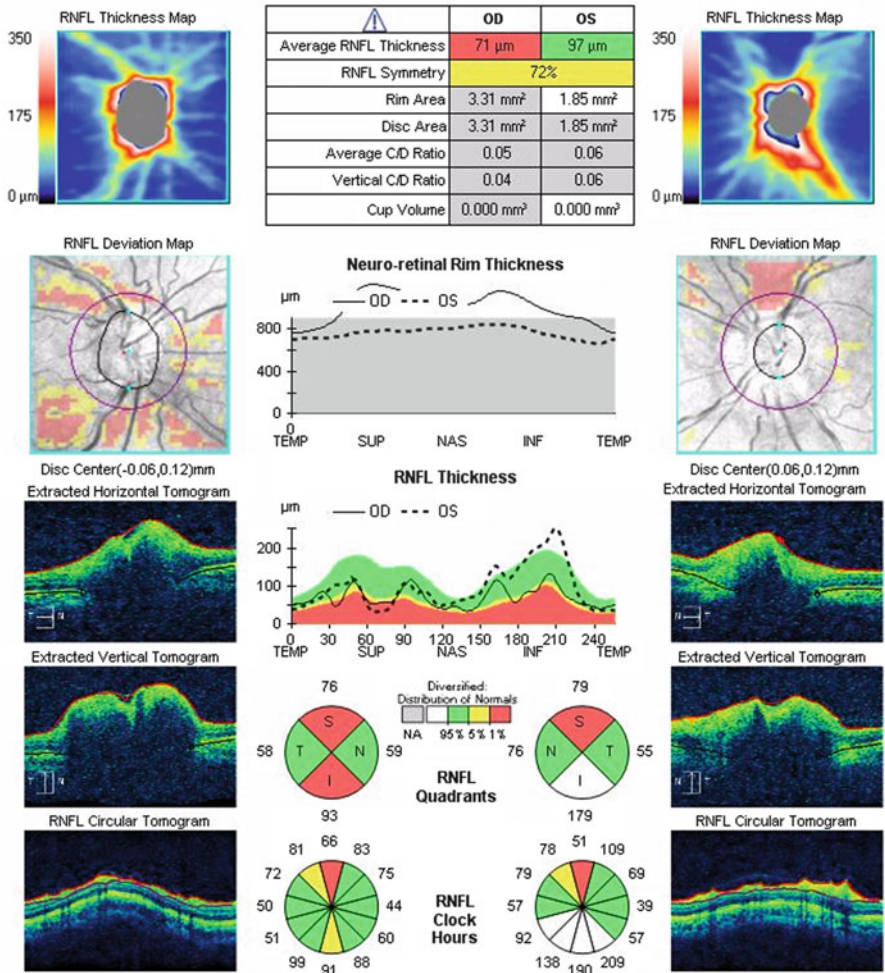 RNFL Thickness Map
350
175
0 µm
OD OS
Average RNFL Thickness 71 µm 97 µm
RNFL Symmetry 72%
Rim Area 3.31 mm² 1.85 mm²
Disc Area 3.31 mm² 1.85 mm²
Average C/D Ratio 0.05 0.06
Vertical C/D Ratio 0.04 0.06
Cup Volume 0.000 mm³ 0.000 mm³
RNFL Thickness Map
350
175
0 µm
RNFL Deviation Map
Disc Center(-0.06,0.12)mm
Neuro-retinal Rim Thickness
µm
OD OS
800
400
0
0
TEMP SUP NAS INF TEMP
RNFL Deviation Map
Disc Center(0.06,0.12)mm
Extracted Horizontal Tomogram
T N
RNFL Thickness
µm
OD OS
200
100
0
0 30 60 90 120 150 180 210 240
TEMP SUP NAS INF TEMP
Extracted Horizontal Tomogram
N T
Extracted Vertical Tomogram
T N
76
58 S T N I 59
93
Diversified:
Distribution of Normals
NA 95% 5% 1%
RNFL
Quadrants
79
76 S N T I 55
179
Extracted Vertical Tomogram
N T
RNFL Circular Tomogram
66
81 83
72 75
50 44
51 60
99 88
91
RNFL
Clock
Hours
51
78 109
79 69
57 39
92 57
138 209
190
RNFL Circular Tomogram